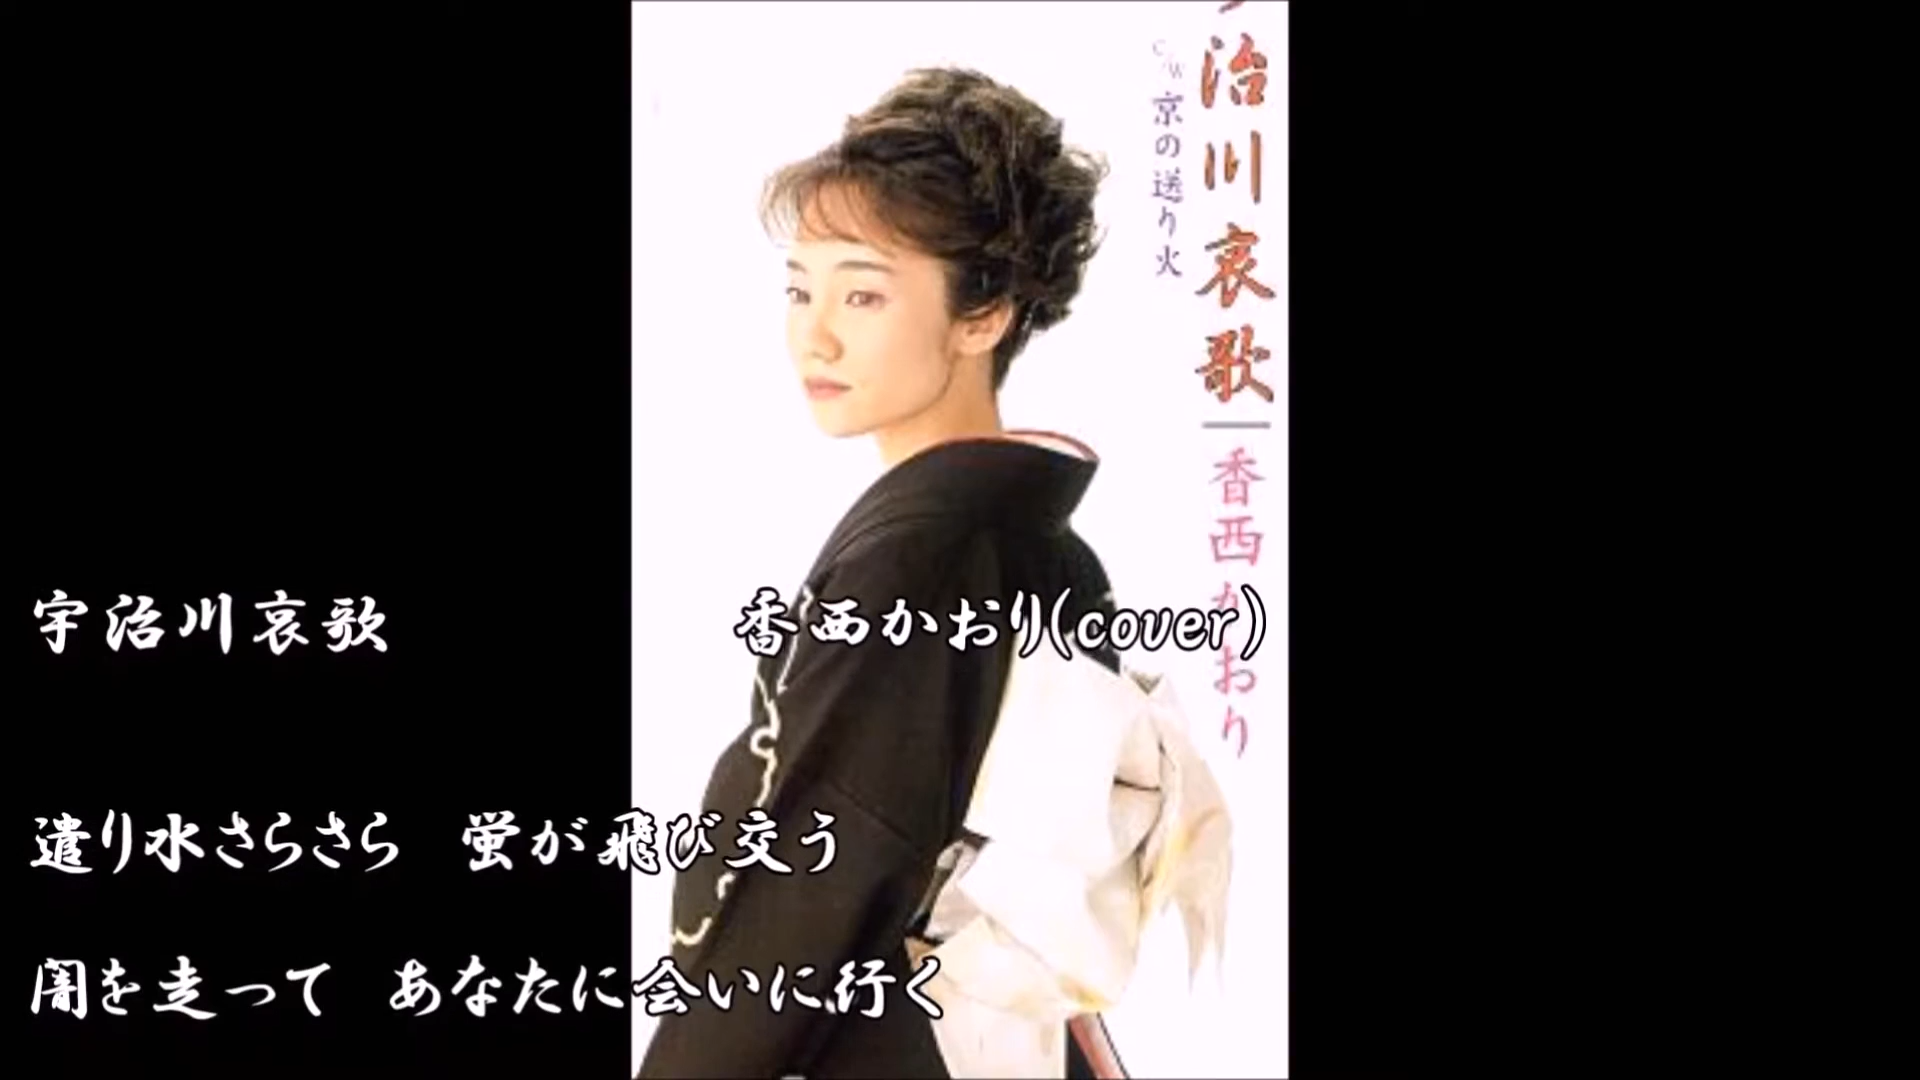 治川哀歌
C/W 京の送り火
香西かおり
宇治川哀歌 香西かおり(cover)
遣り水さらさら 蛍が飛び交う
闇を走って あなたに会いに行く